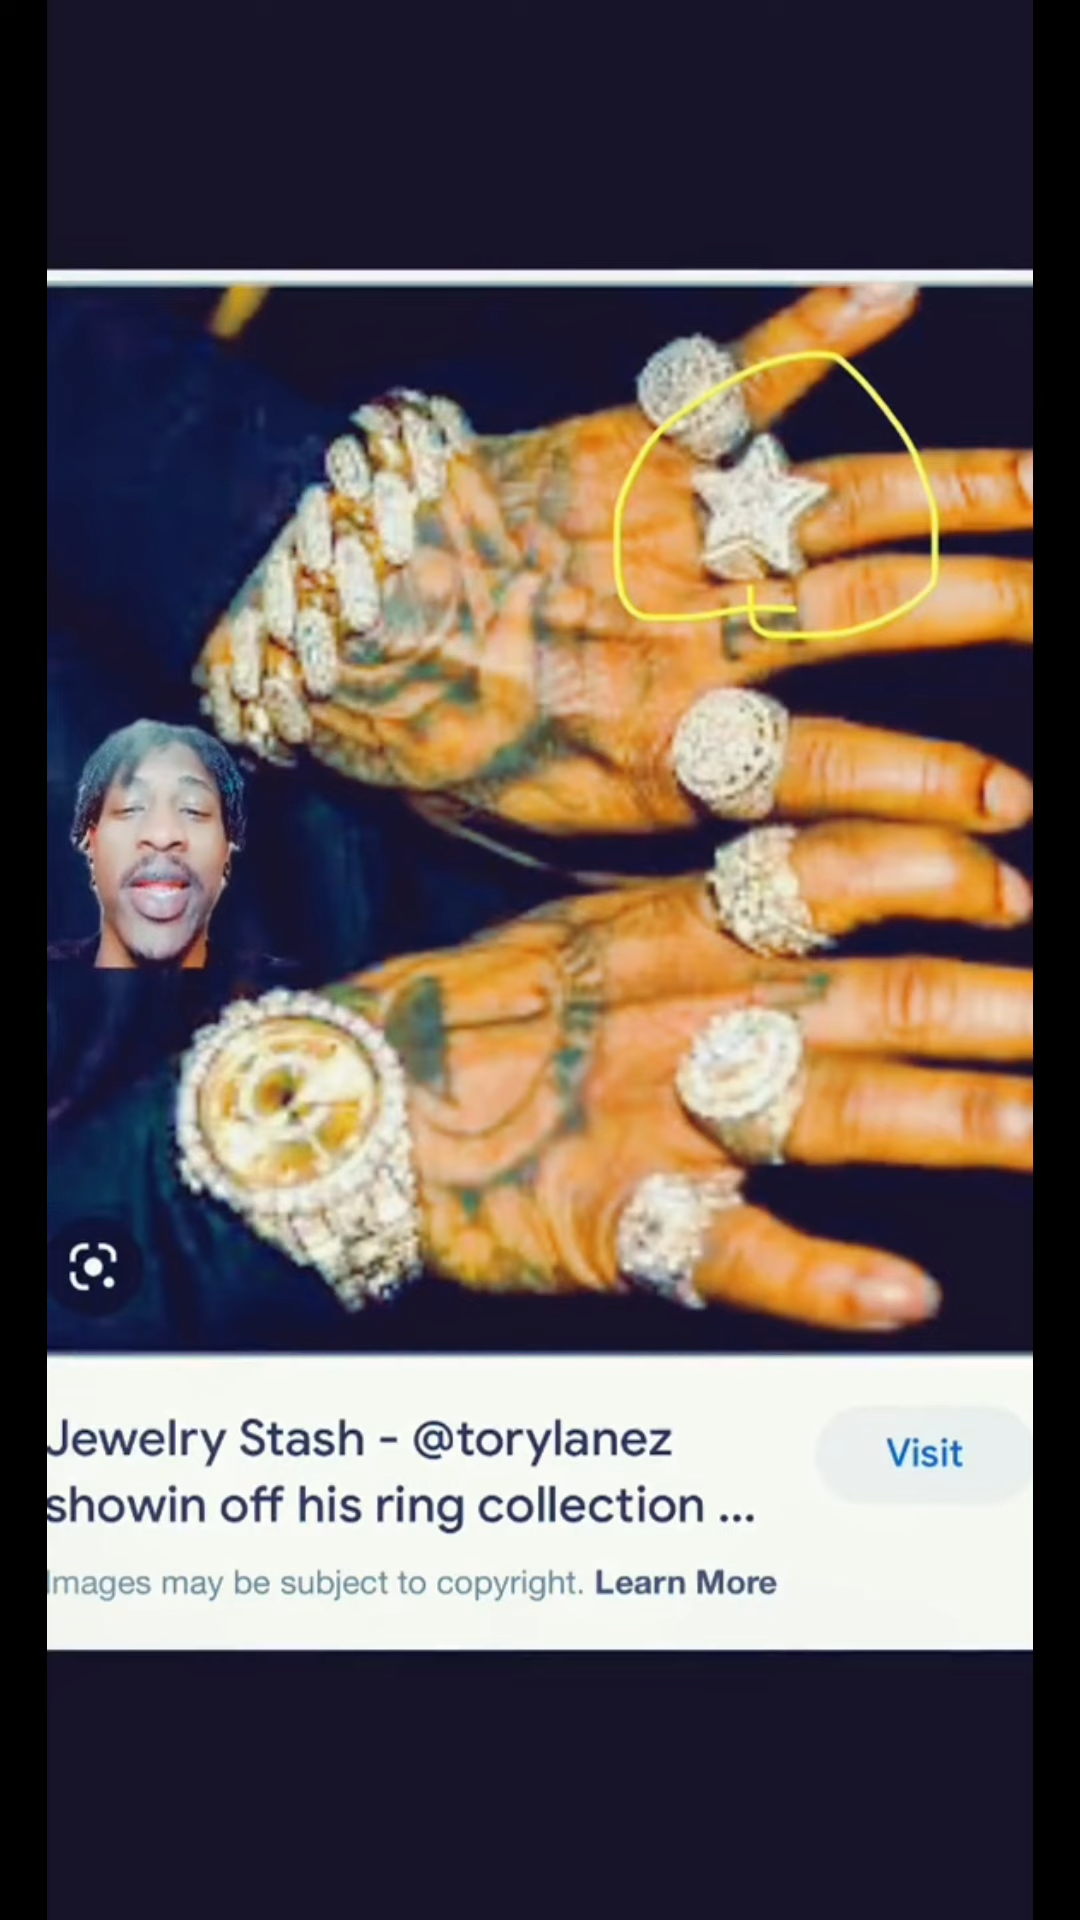 Jewelry Stash - @torylanez
showin off his ring collection ...
Visit
Images may be subject to copyright. Learn More